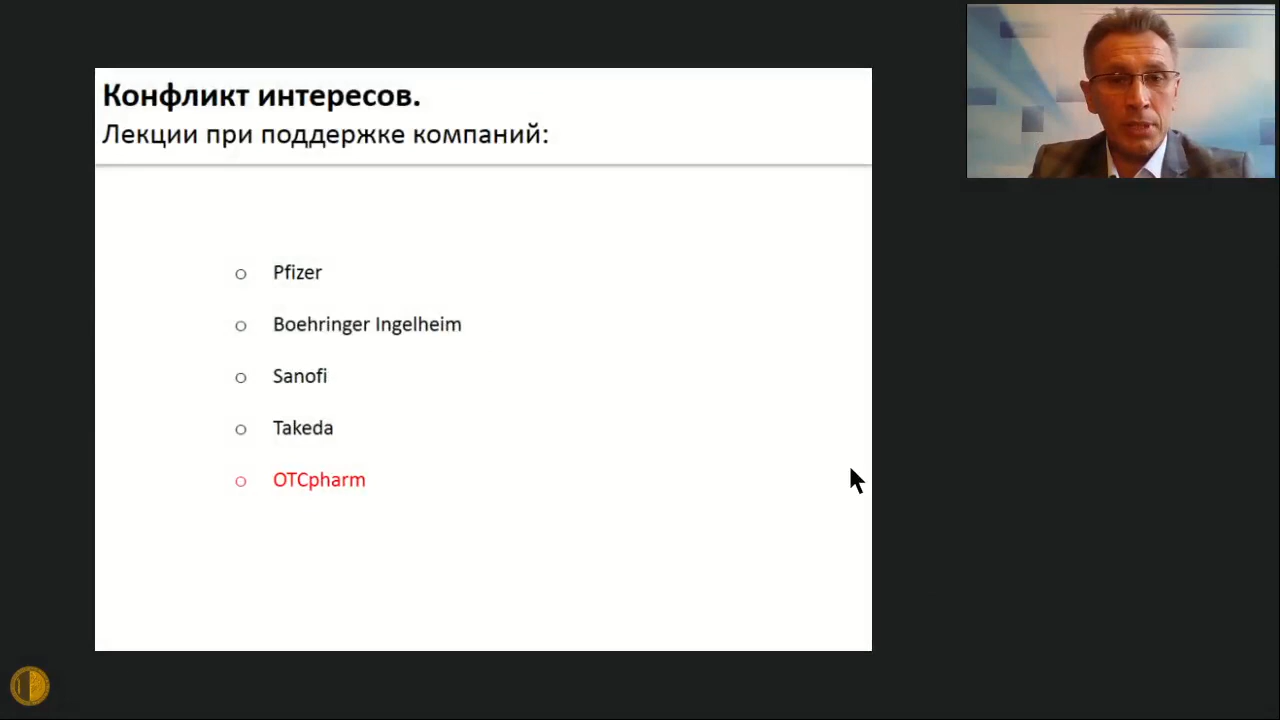 Конфликт интересов.
Лекции при поддержке компаний:
Pfizer
Boehringer Ingelheim
Sanofi
Takeda
OTCpharm